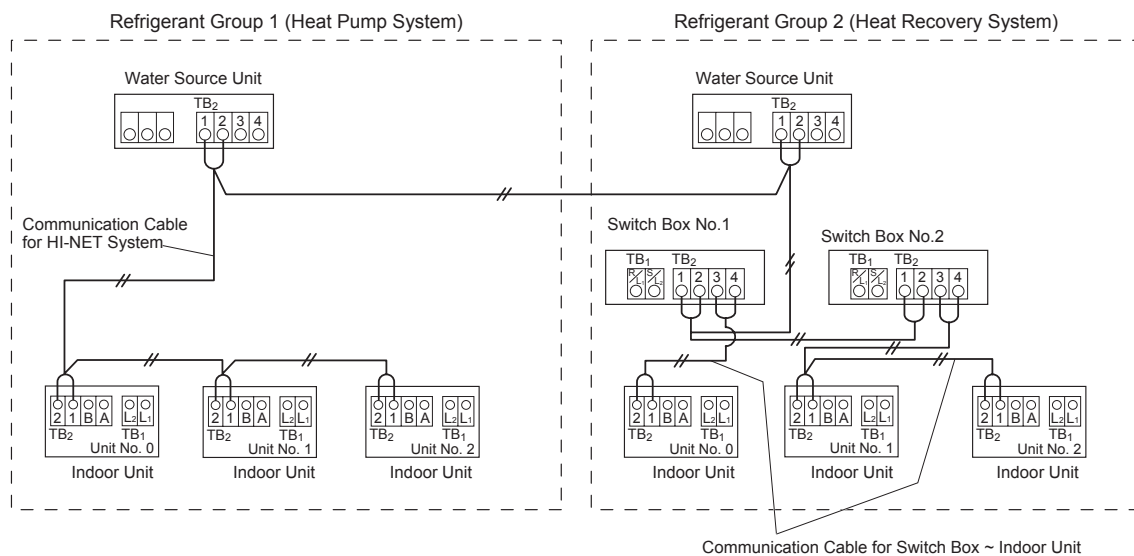 Refrigerant Group 1 (Heat Pump System)
Refrigerant Group 2 (Heat Recovery System)
Water Source Unit
TB2
1 2 3 4
Water Source Unit
TB2
1 2 3 4
Communication Cable
for HI-NET System
Switch Box No.1
TB1 TB2
R/L1 S/L2 1 2 3 4
Switch Box No.2
TB1 TB2
R/L1 S/L2 1 2 3 4
2 1 B A L2 L1
TB2 TB1
Unit No. 0
Indoor Unit
2 1 B A L2 L1
TB2 TB1
Unit No. 1
Indoor Unit
2 1 B A L2 L1
TB2 TB1
Unit No. 2
Indoor Unit
2 1 B A L2 L1
TB2 TB1
Unit No. 0
Indoor Unit
2 1 B A L2 L1
TB2 TB1
Unit No. 1
Indoor Unit
2 1 B A L2 L1
TB2 TB1
Unit No. 2
Indoor Unit
Communication Cable for Switch Box ~ Indoor Unit